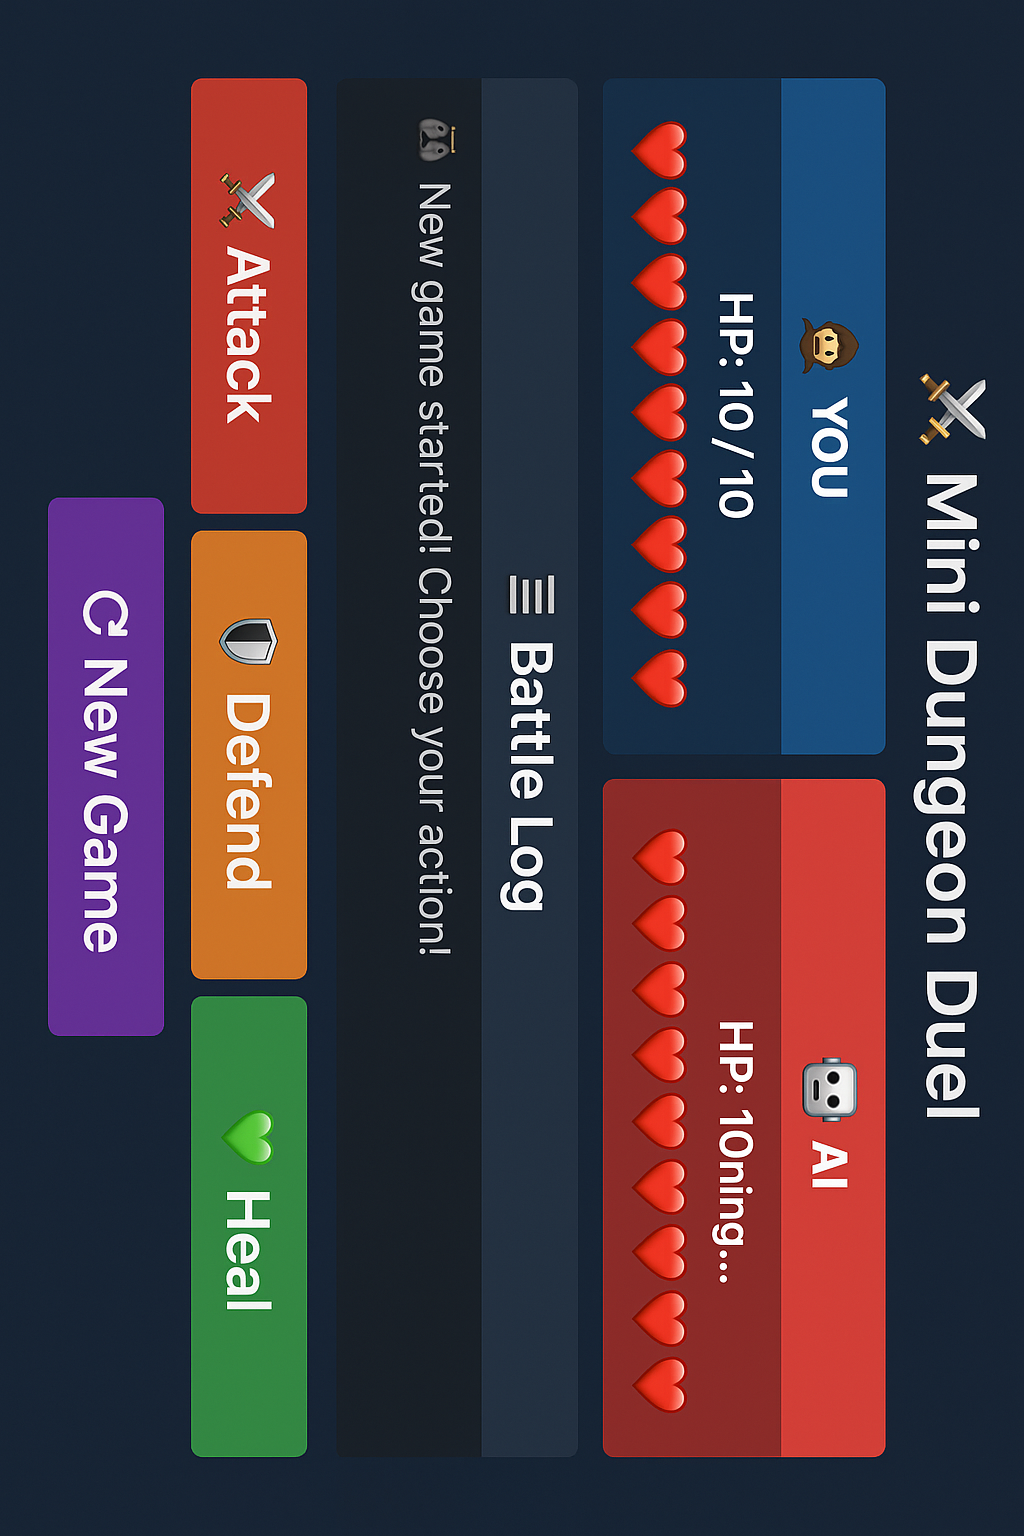 Mini Dungeon Duel
YOU
HP: 10 / 10
AI
HP: 10ning...
Battle Log
New game started! Choose your action!
Attack
Defend
Heal
New Game